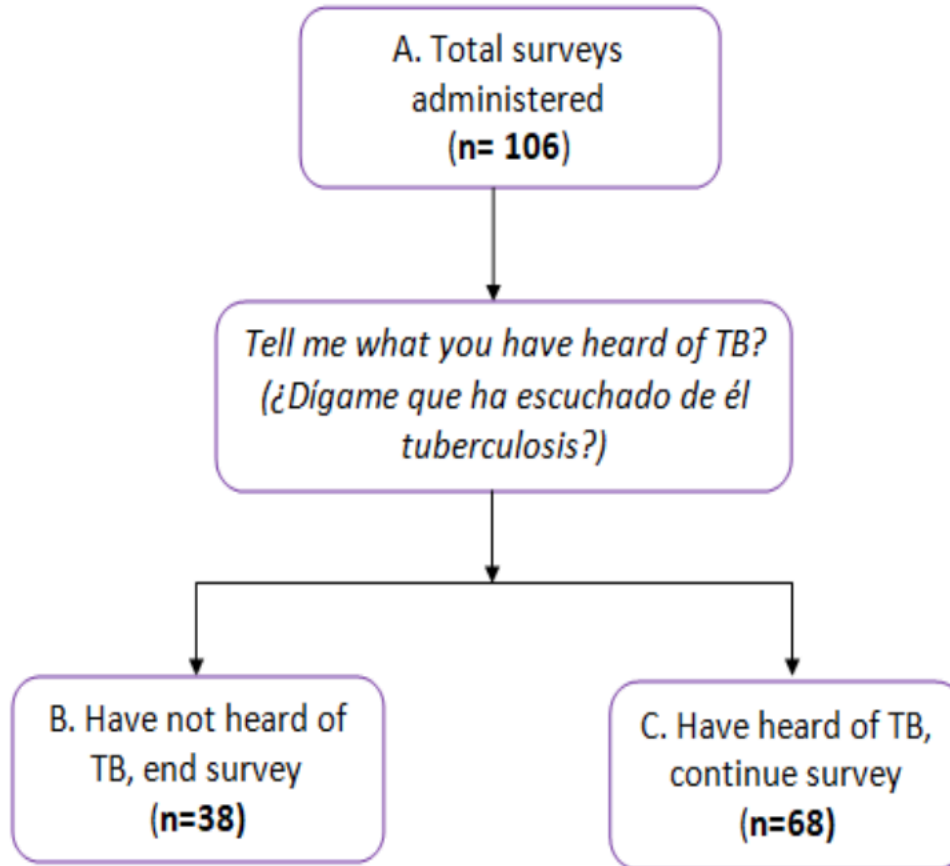 A. Total surveys
administered
(n= 106)
Tell me what you have heard of TB?
(¿Dígame que ha escuchado de él
tuberculosis?)
B. Have not heard of
TB, end survey
(n=38)
C. Have heard of TB,
continue survey
(n=68)